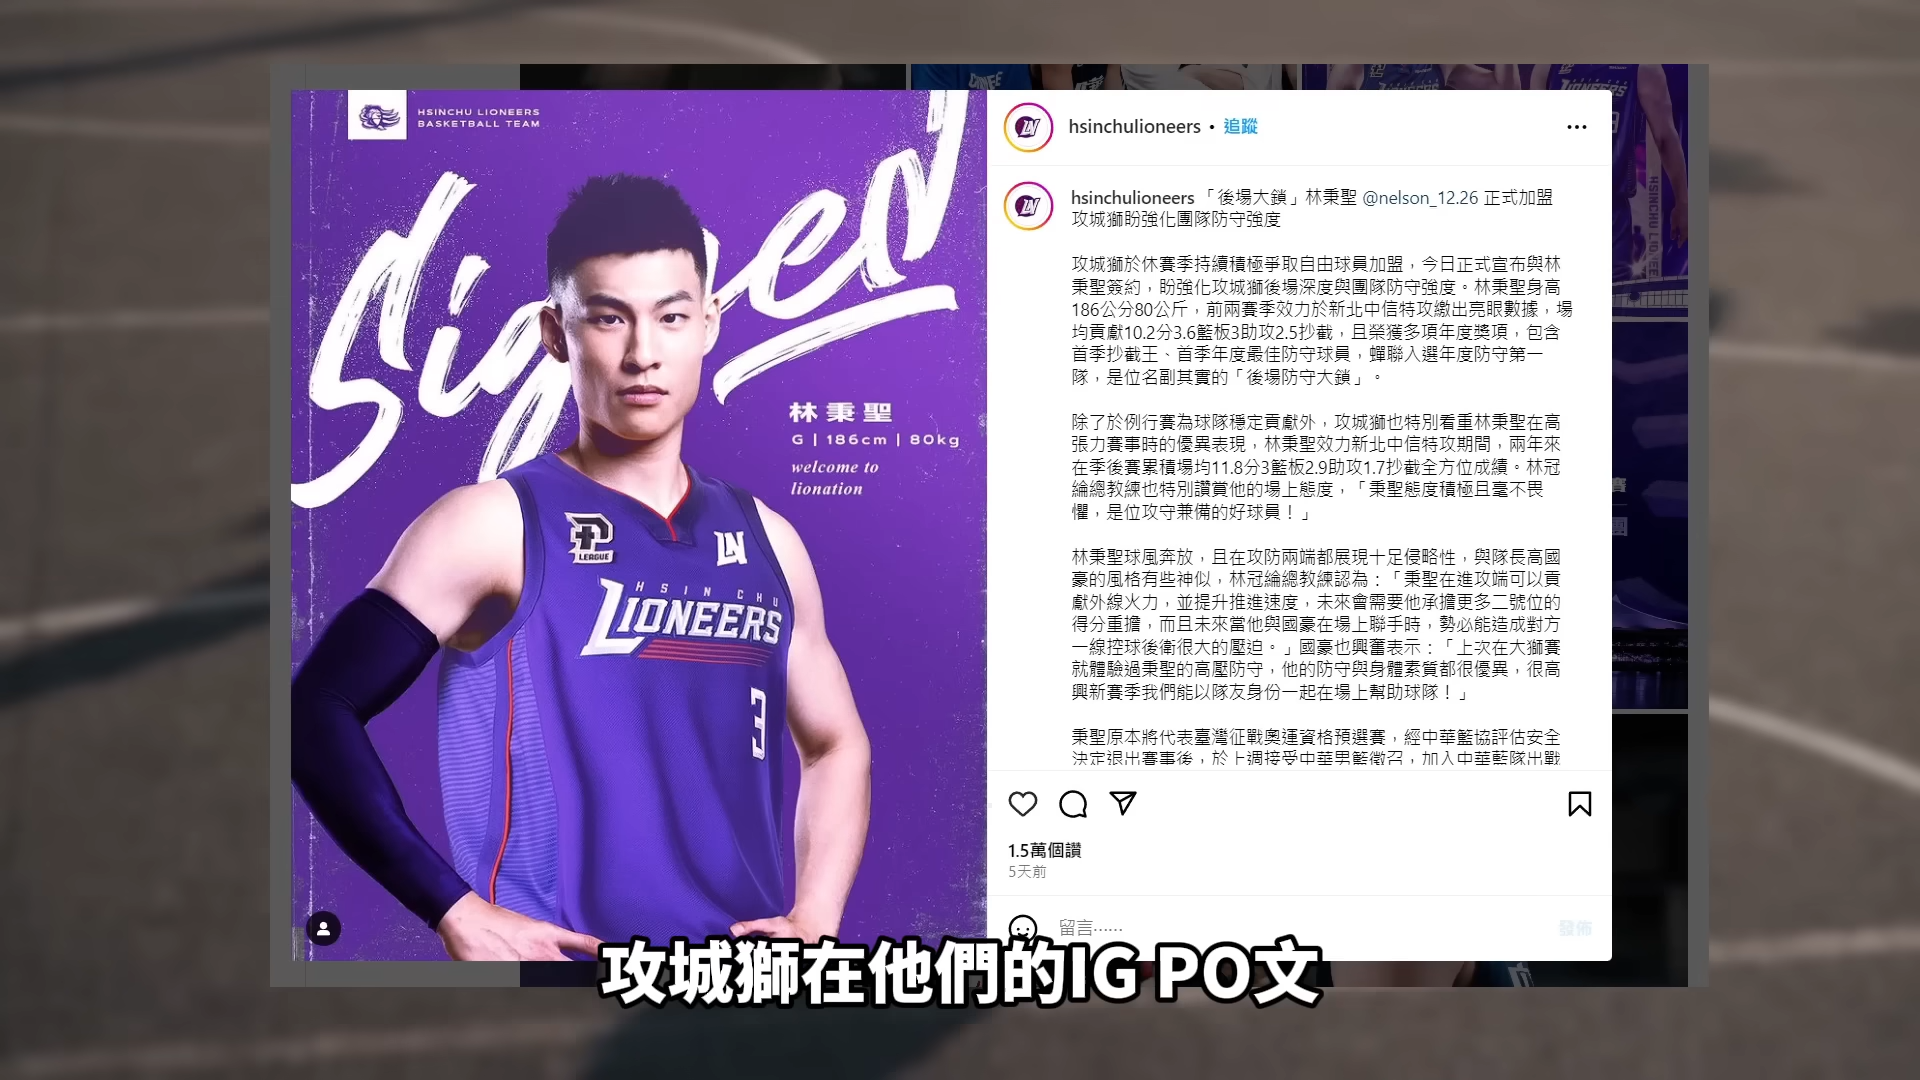 HSINCHU LIONEERS
BASKETBALL TEAM
Signed
林秉聖
G | 186cm | 80kg
welcome to
lionation
P+
LEAGUE
LN
HSIN CHU
LIONEERS
3
hsinchulioneers • 追蹤
hsinchulioneers 「後場大鎖」林秉聖 @nelson_12.26 正式加盟
攻城獅盼強化團隊防守強度
攻城獅於休賽季持續積極爭取自由球員加盟，今日正式宣布與林
秉聖簽約，盼強化攻城獅後場深度與團隊防守強度。林秉聖身高
186公分80公斤，前兩賽季效力於新北中信特攻繳出亮眼數據，場
均貢獻10.2分3.6籃板3助攻2.5抄截，且榮獲多項年度獎項，包含
首季抄截王、首季年度最佳防守球員，蟬聯入選年度防守第一
隊，是位名副其實的「後場防守大鎖」。
除了於例行賽為球隊穩定貢獻外，攻城獅也特別看重林秉聖在高
張力賽事時的優異表現，林秉聖效力新北中信特攻期間，兩年來
在季後賽累積場均11.8分3籃板2.9助攻1.7抄截全方位成績。林冠
綸總教練也特別讚賞他的場上態度，「秉聖態度積極且毫不畏
懼，是位攻守兼備的好球員！」
林秉聖球風奔放，且在攻防兩端都展現十足侵略性，與隊長高國
豪的風格有些神似，林冠綸總教練認為：「秉聖在進攻端可以貢
獻外線火力，並提升推進速度，未來會需要他承擔更多二號位的
得分重擔，而且未來當他與國豪在場上聯手時，勢必能造成對方
一線控球後衛很大的壓迫。」國豪也興奮表示：「上次在大獅賽
就體驗過秉聖的高壓防守，他的防守與身體素質都很優異，很高
興新賽季我們能以隊友身份一起在場上幫助球隊！」
秉聖原本將代表臺灣征戰奧運資格預選賽，經中華籃協評估安全
決定退出賽事後，於上週接受中華男籃徵召，加入中華藍隊出戰
1.5萬個讚
5天前
留言……
發佈
攻城獅在他們的IG PO文